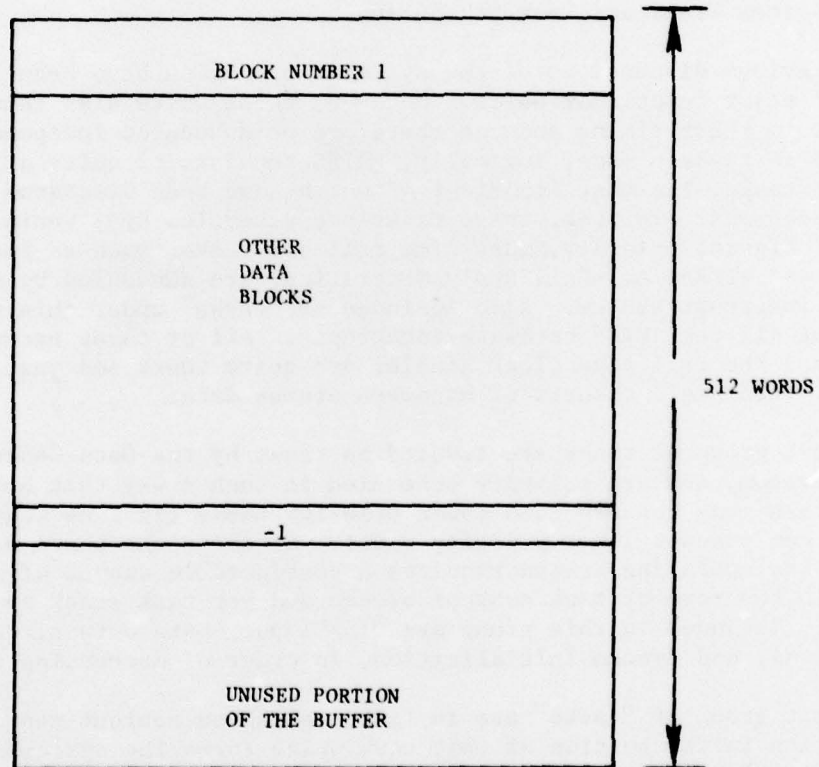 BLOCK NUMBER 1
OTHER
DATA
BLOCKS
512 WORDS
-1
UNUSED PORTION
OF THE BUFFER